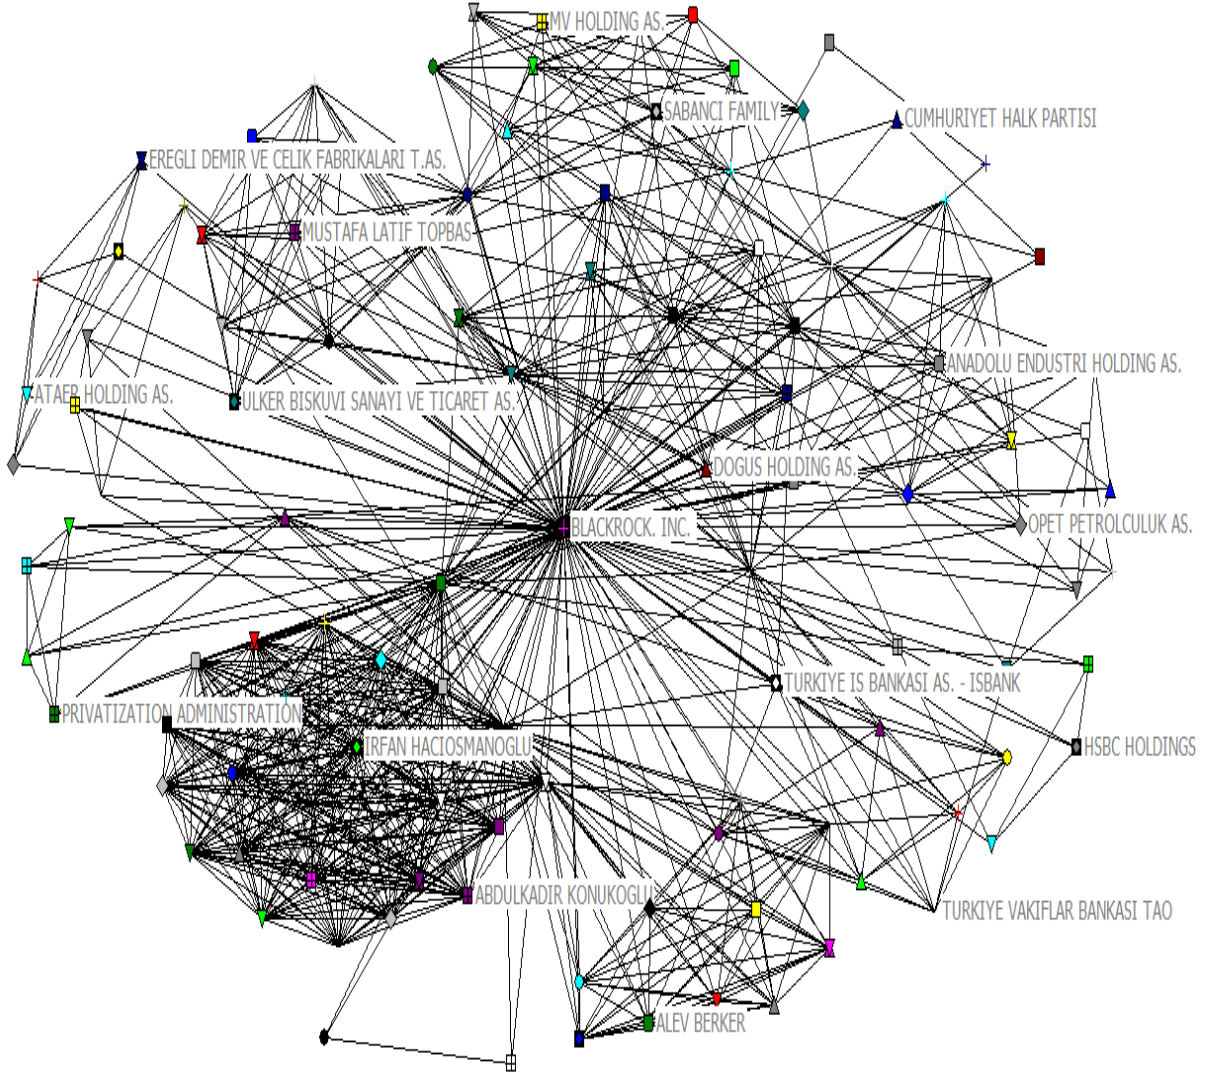 MV HOLDING AS.
SABANCI FAMILY
CUMHURIYET HALK PARTISI
EREGLI DEMIR VE CELIK FABRIKALARI T.AS.
MUSTAFA LATIF TOPBAS
ANADOLU ENDUSTRI HOLDING AS.
ATAER HOLDING AS.
ULKER BISKUVI SANAYI VE TICARET AS.
DOGUS HOLDING AS.
BLACKROCK. INC.
OPET PETROLCULUK AS.
TURKIYE IS BANKASI AS. - ISBANK
PRIVATIZATION ADMINISTRATION
IRFAN HACIOSMANOGLU
HSBC HOLDINGS
ABDULKADIR KONUKOGLU
TURKIYE VAKIFLAR BANKASI TAO
ALEV BERKER